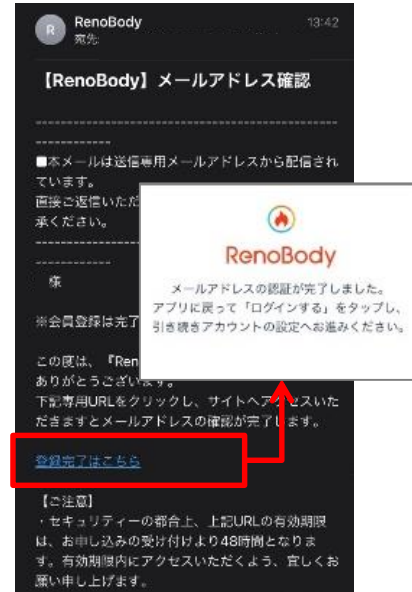 R
RenoBody
13:42
宛先:
【RenoBody】メールアドレス確認
------------------------------------------------
------------
■本メールは送信専用メールアドレスから配信され
ています。
直接ご返信いただ
承ください。
------------
様
※会員登録は完了
この度は、『Ren
ありがとうございます。
下記専用URLをクリックし、サイトへアクセスいた
だきますとメールアドレスの確認が完了します。
登録完了はこちら
【ご注意】
・セキュリティーの都合上、上記URLの有効期限
は、お申し込みの受け付けより48時間となりま
す。有効期限内にアクセスいただくよう、宜しくお
願い申し上げます。
RenoBody
メールアドレスの認証が完了しました。
アプリに戻って「ログインする」をタップし、
引き続きアカウントの設定へお進みください。